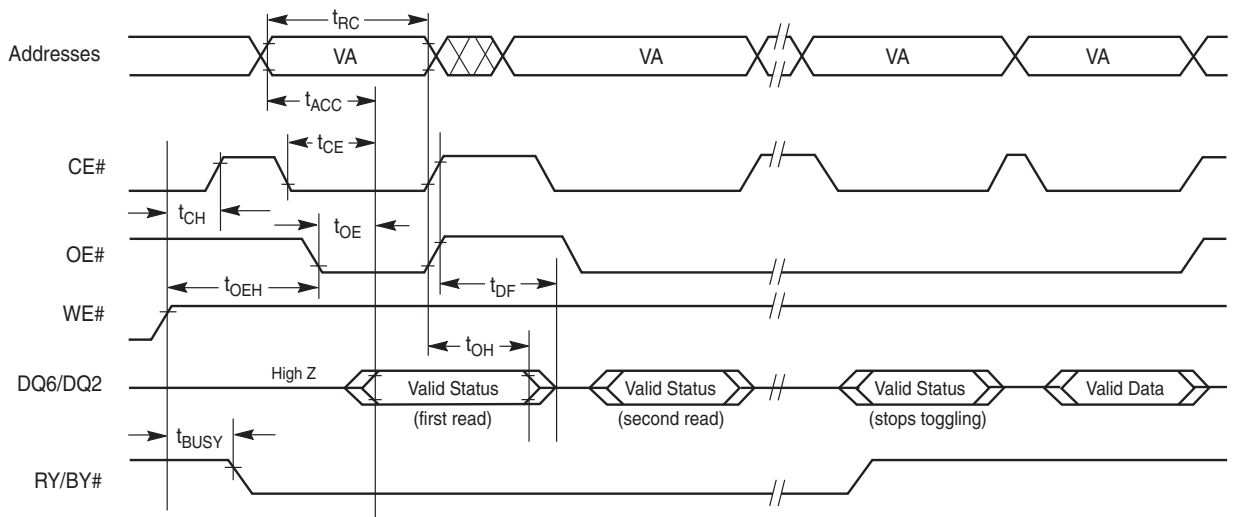 tRC
Addresses VA VA VA VA
tACC
tCE
CE#
tCH tOE
OE#
tOEH tDF
WE#
tOH
High Z
DQ6/DQ2 Valid Status Valid Status Valid Status Valid Data
(first read) (second read) (stops toggling)
tBUSY
RY/BY#